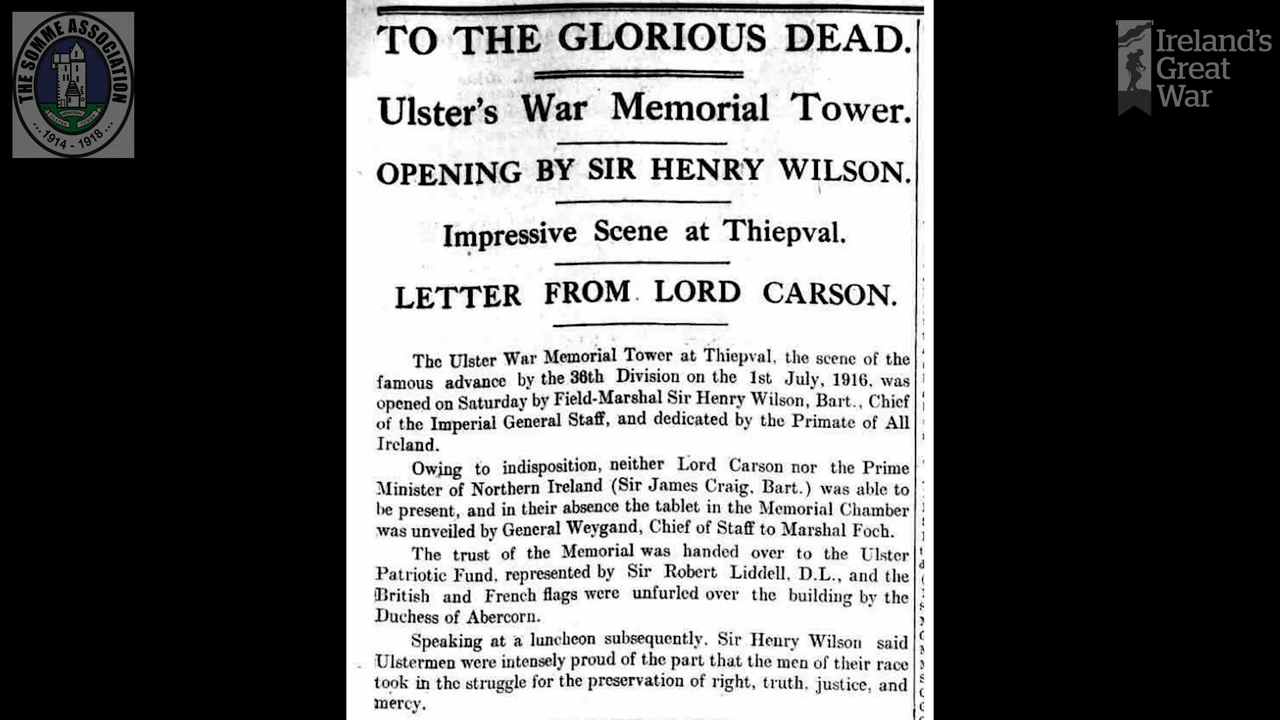 THE SOMME ASSOCIATION
... 1914 - 1918 ...
Ireland's
Great
War
TO THE GLORIOUS DEAD.
Ulster's War Memorial Tower.
OPENING BY SIR HENRY WILSON.
Impressive Scene at Thiepval.
LETTER FROM LORD CARSON.
The Ulster War Memorial Tower at Thiepval, the scene of the
famous advance by the 36th Division on the 1st July, 1916, was
opened on Saturday by Field-Marshal Sir Henry Wilson, Bart., Chief
of the Imperial General Staff, and dedicated by the Primate of All
Ireland.
Owing to indisposition, neither Lord Carson nor the Prime
Minister of Northern Ireland (Sir James Craig, Bart.) was able to
be present, and in their absence the tablet in the Memorial Chamber
was unveiled by General Weygand, Chief of Staff to Marshal Foch.
The trust of the Memorial was handed over to the Ulster
Patriotic Fund, represented by Sir Robert Liddell, D.L., and the
British and French flags were unfurled over the building by the
Duchess of Abercorn.
Speaking at a luncheon subsequently, Sir Henry Wilson said
Ulstermen were intensely proud of the part that the men of their race
took in the struggle for the preservation of right, truth, justice, and
mercy.